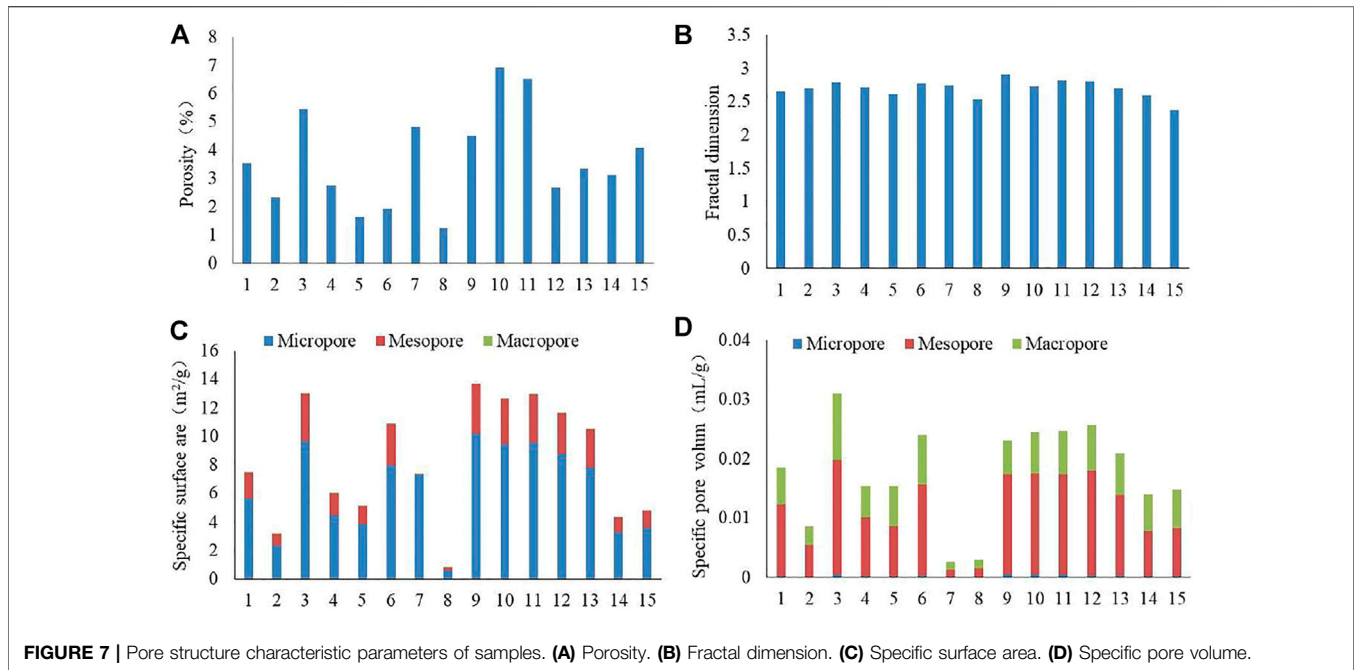 A
Porosity（%）
8
7
6
5
4
3
2
1
0
1 2 3 4 5 6 7 8 9 10 11 12 13 14 15
B
Fractal dimension
3.5
3
2.5
2
1.5
1
0.5
0
1 2 3 4 5 6 7 8 9 10 11 12 13 14 15
C
Micropore Mesopore Macropore
Specific surface are（m²/g）
16
14
12
10
8
6
4
2
0
1 2 3 4 5 6 7 8 9 10 11 12 13 14 15
D
Micropore Mesopore Macropore
Specific pore volum（mL/g）
0.04
0.03
0.02
0.01
0
1 2 3 4 5 6 7 8 9 10 11 12 13 14 15
FIGURE 7 | Pore structure characteristic parameters of samples. (A) Porosity. (B) Fractal dimension. (C) Specific surface area. (D) Specific pore volume.